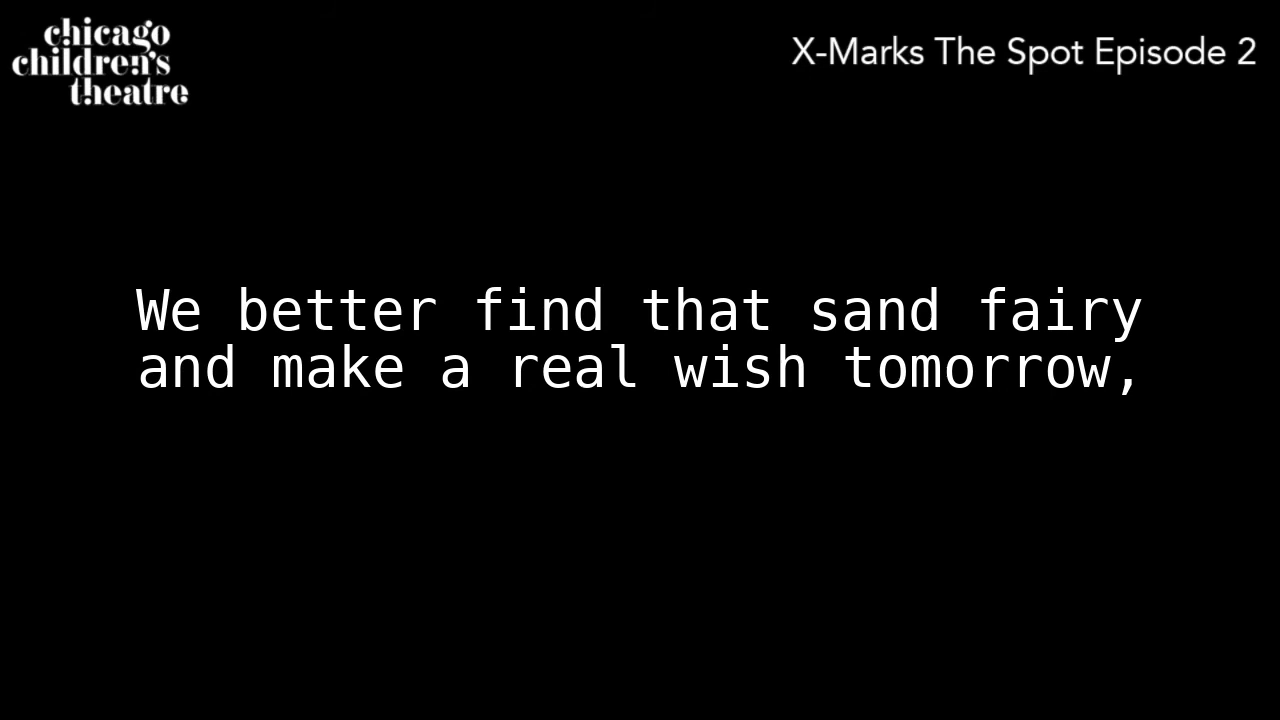 chicago
children's
theatre
X-Marks The Spot Episode 2
We better find that sand fairy
and make a real wish tomorrow,